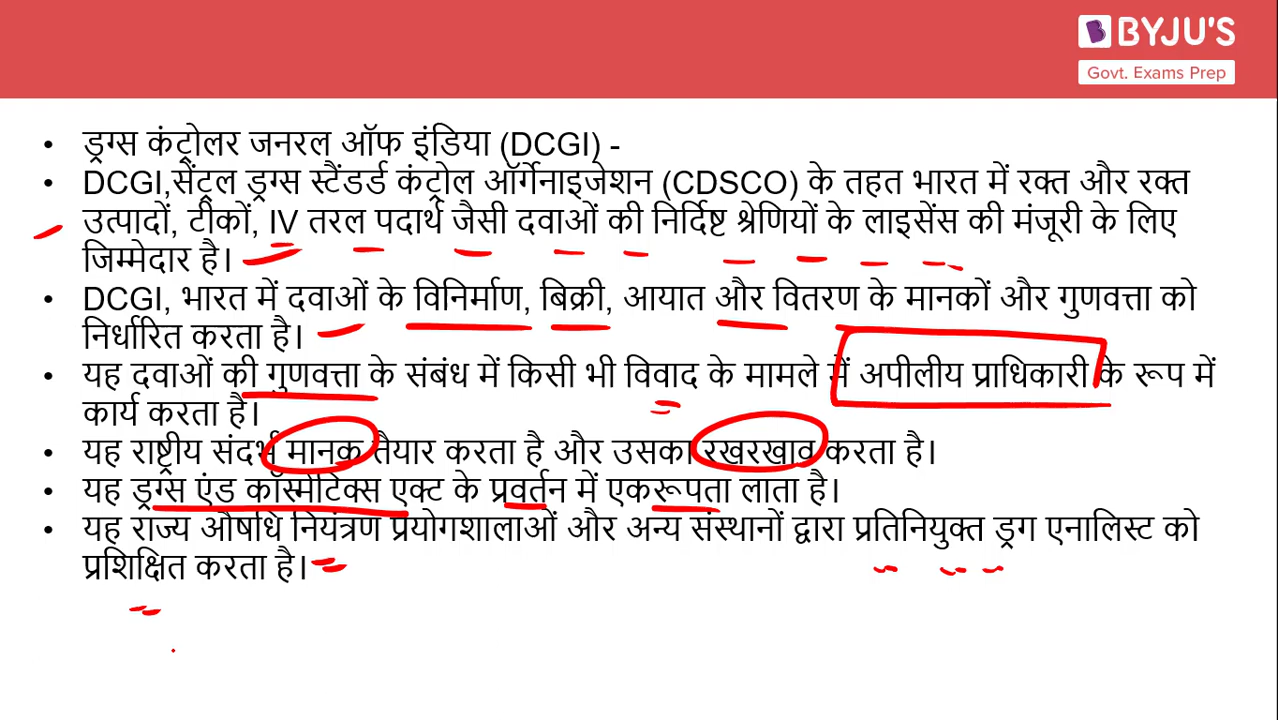 BYJU'S
Govt. Exams Prep
• ड्रग्स कंट्रोलर जनरल ऑफ इंडिया (DCGI) -
• DCGI,सेंट्रल ड्रग्स स्टैंडर्ड कंट्रोल ऑर्गेनाइजेशन (CDSCO) के तहत भारत में रक्त और रक्त
उत्पादों, टीकों, IV तरल पदार्थ जैसी दवाओं की निर्दिष्ट श्रेणियों के लाइसेंस की मंजूरी के लिए
जिम्मेदार है।
• DCGI, भारत में दवाओं के विनिर्माण, बिक्री, आयात और वितरण के मानकों और गुणवत्ता को
निर्धारित करता है।
• यह दवाओं की गुणवत्ता के संबंध में किसी भी विवाद के मामले में अपीलीय प्राधिकारी के रूप में
कार्य करता है।
• यह राष्ट्रीय संदर्भ मानक तैयार करता है और उसका रखरखाव करता है।
• यह ड्रग्स एंड कॉस्मेटिक्स एक्ट के प्रवर्तन में एकरूपता लाता है।
• यह राज्य औषधि नियंत्रण प्रयोगशालाओं और अन्य संस्थानों द्वारा प्रतिनियुक्त ड्रग एनालिस्ट को
प्रशिक्षित करता है।